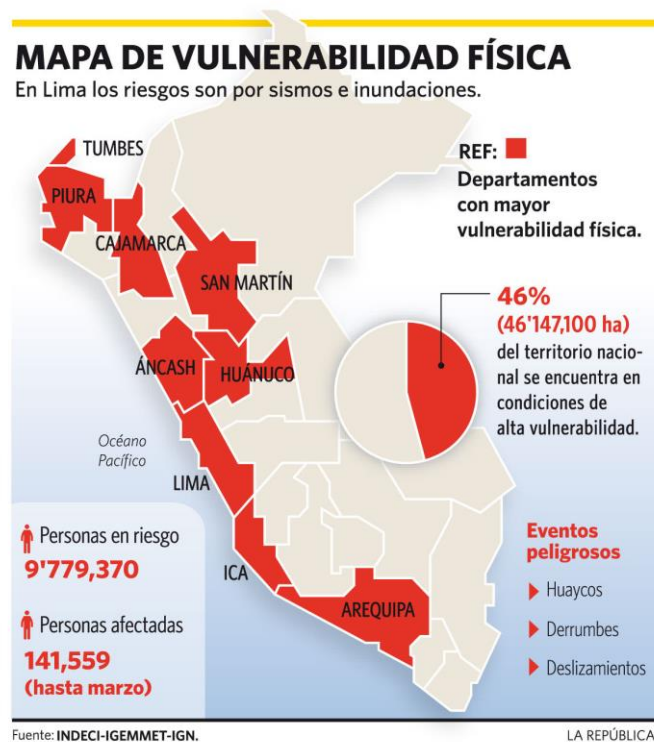 MAPA DE VULNERABILIDAD FÍSICA
En Lima los riesgos son por sismos e inundaciones.
TUMBES
PIURA
CAJAMARCA
SAN MARTÍN
ÁNCASH
HUÁNUCO
Océano
Pacífico
LIMA
ICA
AREQUIPA
REF:
Departamentos
con mayor
vulnerabilidad física.
46%
(46'147,100 ha)
del territorio nacio-
nal se encuentra en
condiciones de
alta vulnerabilidad.
Personas en riesgo
9'779,370
Personas afectadas
141,559
(hasta marzo)
Eventos
peligrosos
Huaycos
Derrumbes
Deslizamientos
Fuente: INDECI-IGEMMET-IGN.
LA REPÚBLICA